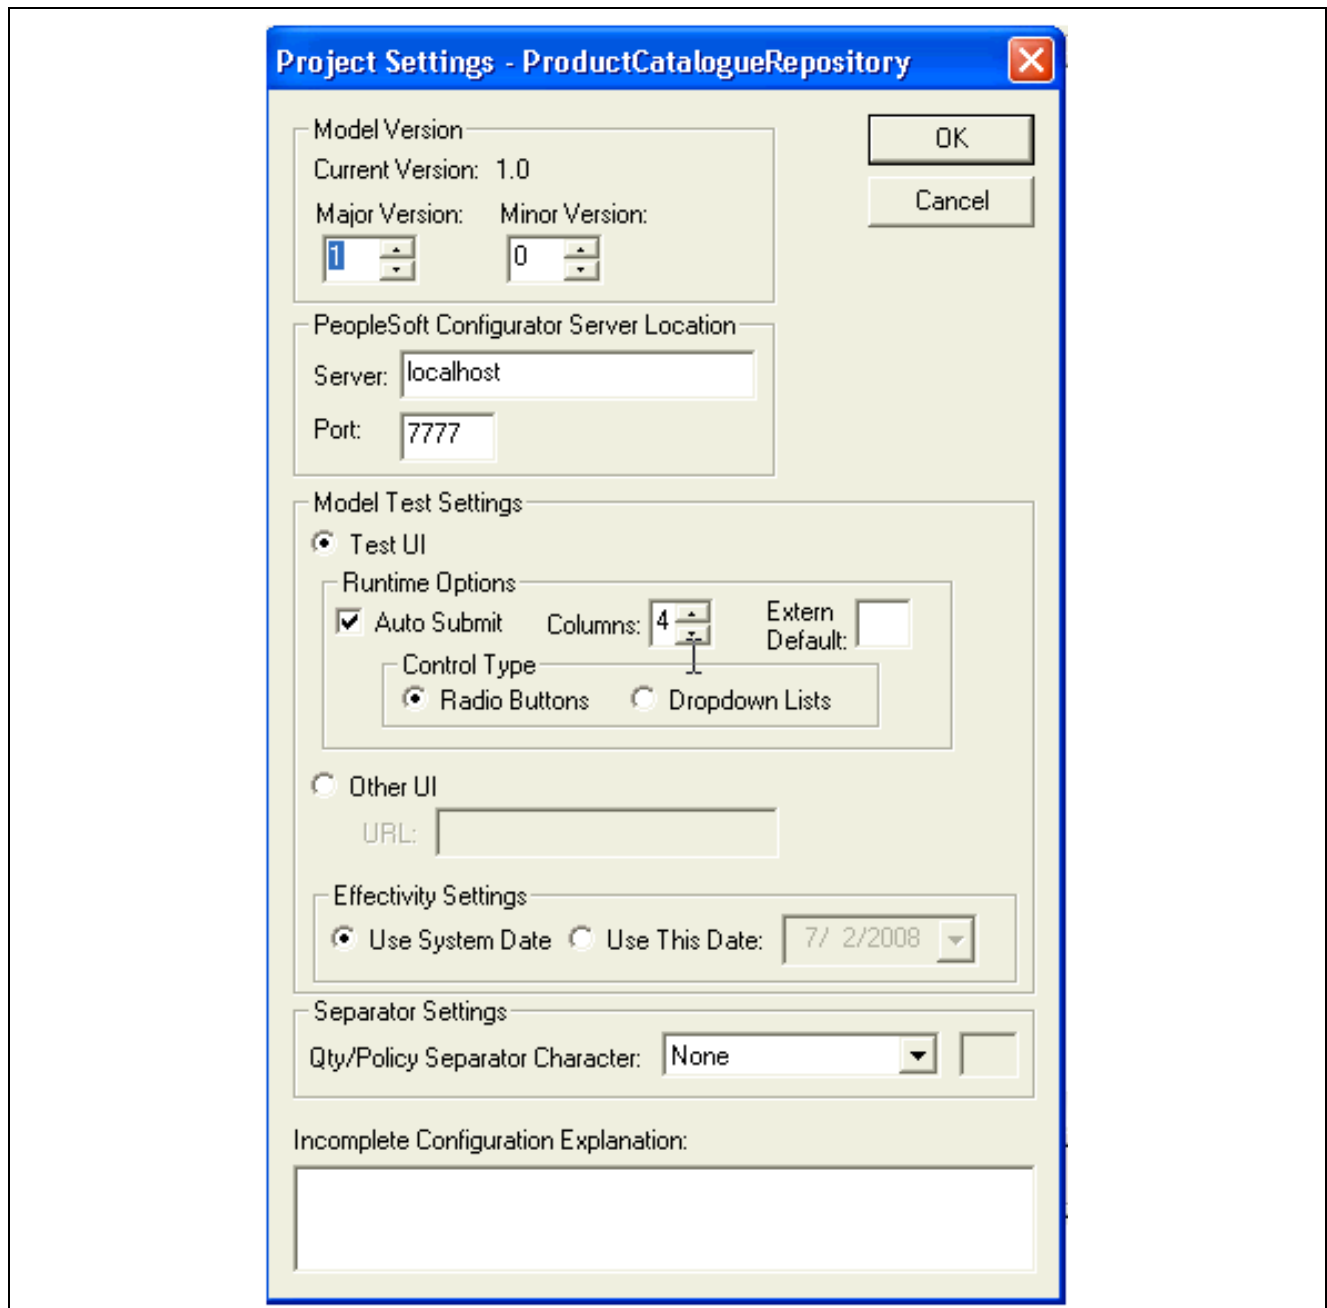 Project Settings - ProductCatalogueRepository
Model Version
OK
Current Version: 1.0
Cancel
Major Version: Minor Version:
1 0
PeopleSoft Configurator Server Location
Server: localhost
Port: 7777
Model Test Settings
Test UI
Runtime Options
Auto Submit Columns: 4 Extern Default:
Control Type
Radio Buttons Dropdown Lists
Other UI
URL:
Effectivity Settings
Use System Date Use This Date: 7/ 2/2008
Separator Settings
Qty/Policy Separator Character: None
Incomplete Configuration Explanation: